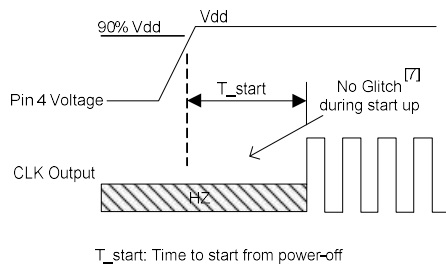 Vdd
90% Vdd
T_start
No Glitch [7]
during start up
Pin 4 Voltage
CLK Output
HZ
T_start: Time to start from power-off